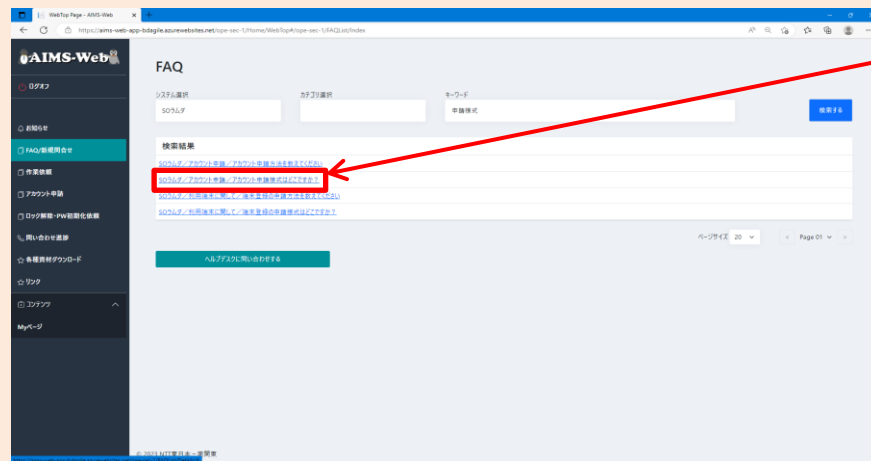 WebTop Page - AIMS-Web
https://aims-web-app-bdagile.azurewebsites.net/ope-sec-1/Home/WebTop#/ope-sec-1/FAQList/Index
AIMS-Web
ログオフ
お知らせ
FAQ/新規問合せ
作業依頼
アカウント申請
ロック解除・PW初期化依頼
問い合わせ進捗
各種資材ダウンロード
リンク
コンテンツ
Myページ
FAQ
システム選択
カテゴリ選択
キーワード
SOラムダ
申請様式
検索する
検索結果
SOラムダ/アカウント申請/アカウント申請方法を教えてください
SOラムダ/アカウント申請/アカウント申請様式はどこですか?
SOラムダ/利用端末に関して/端末登録の申請方法を教えてください
SOラムダ/利用端末に関して/端末登録の申請様式はどこですか?
ページサイズ 20
Page 01
ヘルプデスクに問い合わせする
© 2023 NTT東日本-南関東